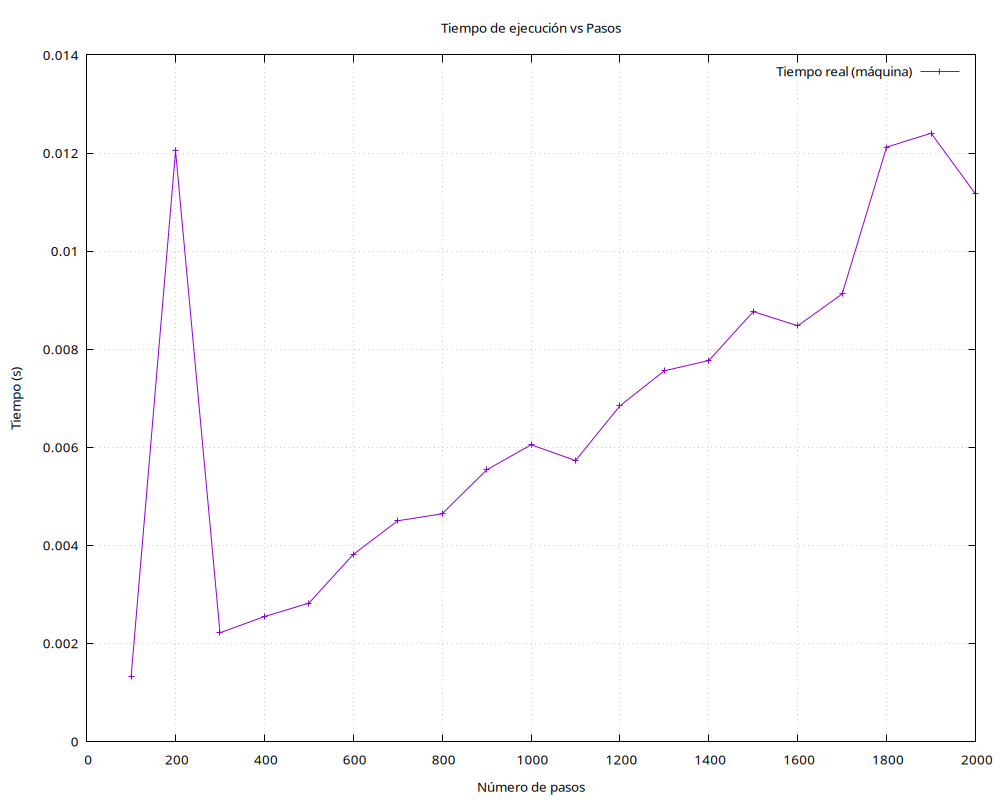 Tiempo de ejecución vs Pasos
Tiempo real (máquina)
0.014
0.012
0.01
0.008
0.006
0.004
0.002
0
Tiempo (s)
0 200 400 600 800 1000 1200 1400 1600 1800 2000
Número de pasos